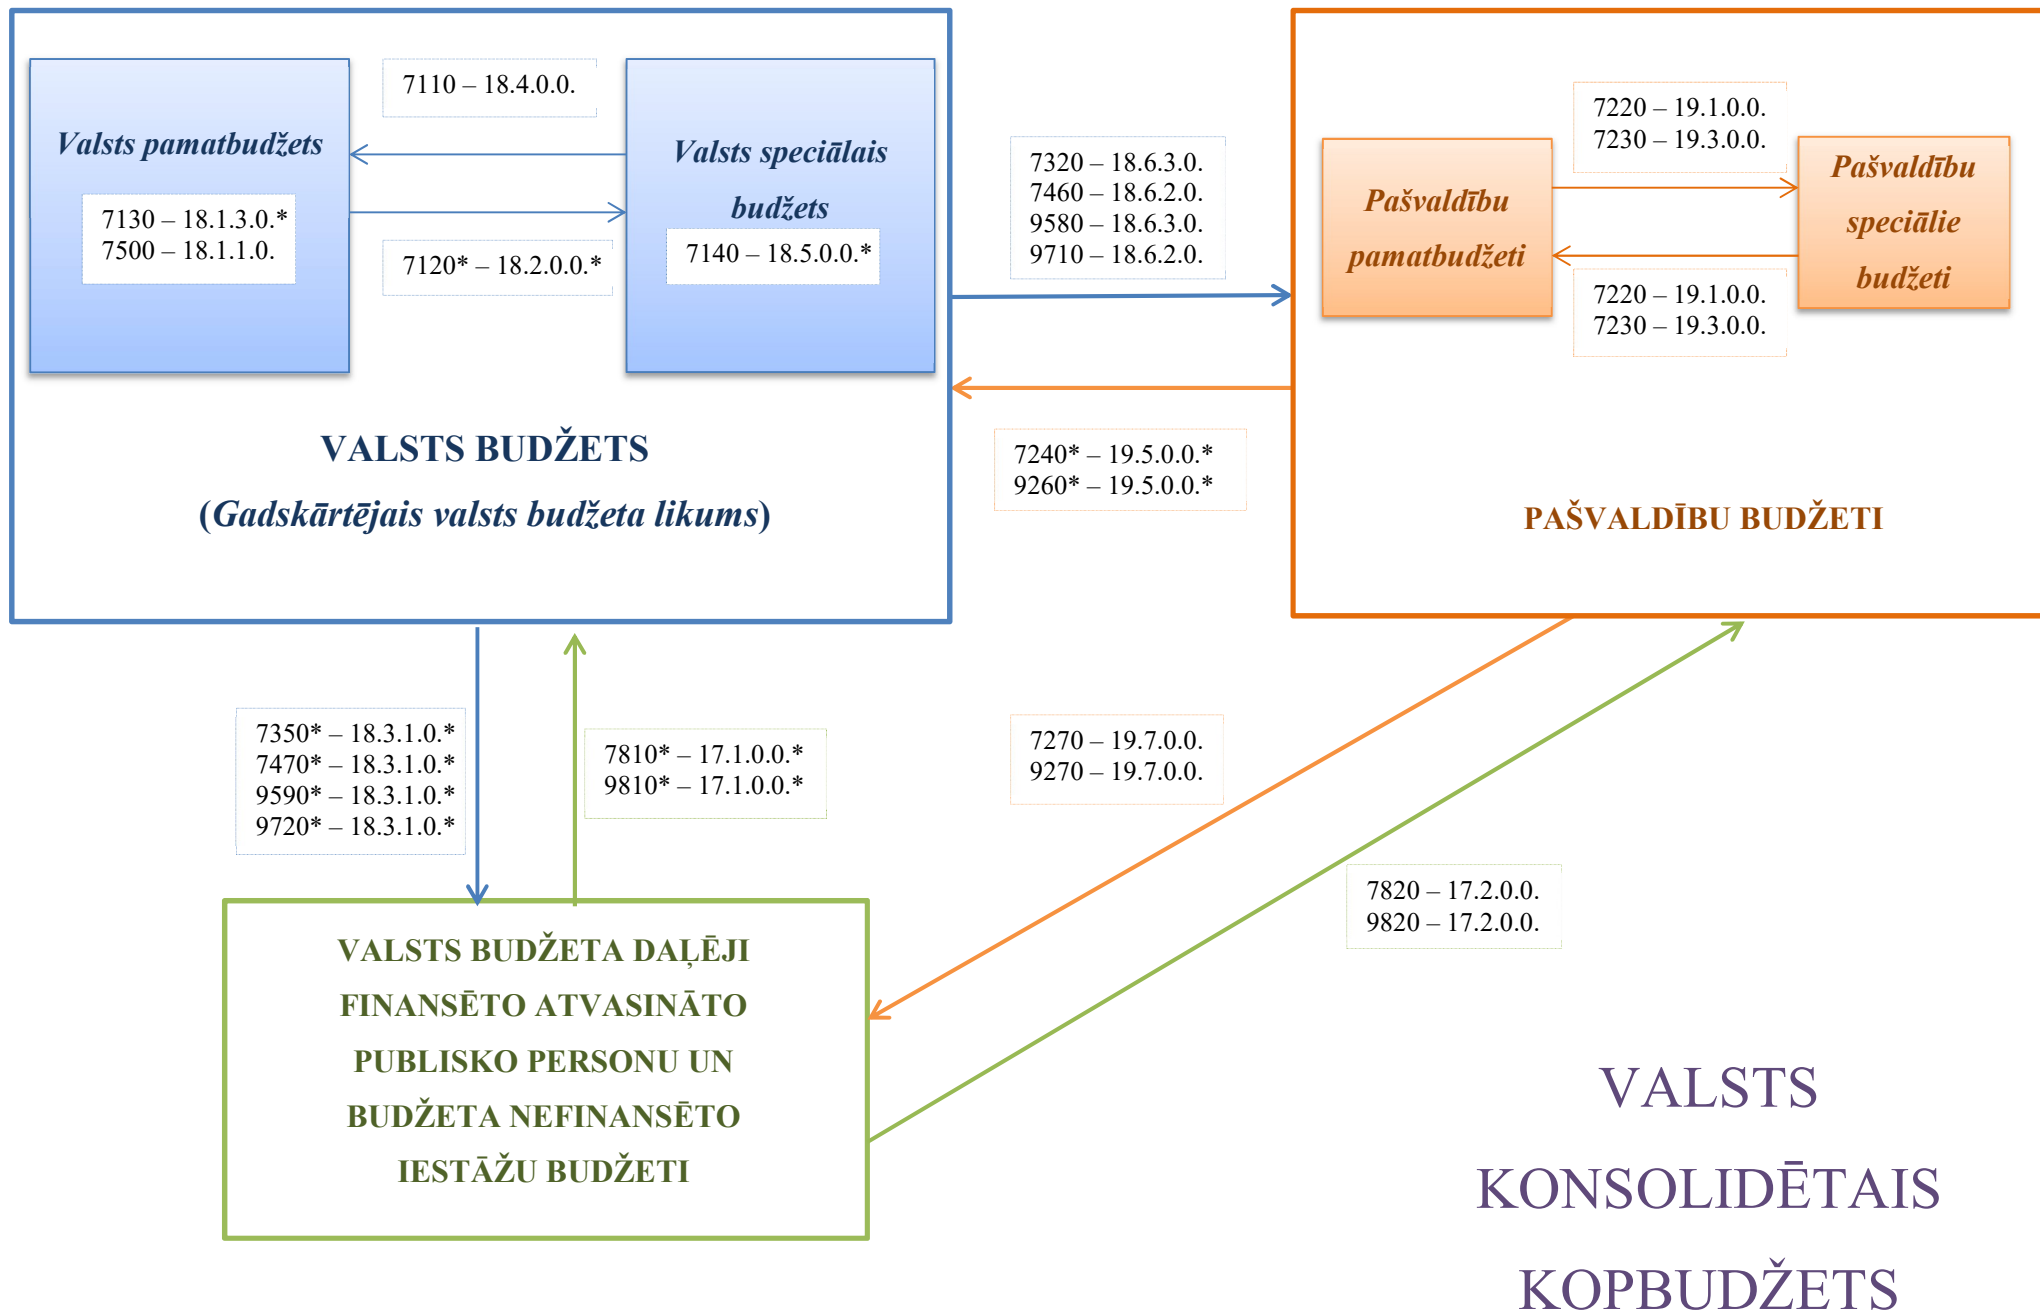 7110 – 18.4.0.0.
Valsts pamatbudžets
7130 – 18.1.3.0.*
7500 – 18.1.1.0.
7120* – 18.2.0.0.*
Valsts speciālais
budžets
7140 – 18.5.0.0.*
VALSTS BUDŽETS
(Gadskārtējais valsts budžeta likums)
7320 – 18.6.3.0.
7460 – 18.6.2.0.
9580 – 18.6.3.0.
9710 – 18.6.2.0.
7240* – 19.5.0.0.*
9260* – 19.5.0.0.*
7220 – 19.1.0.0.
7230 – 19.3.0.0.
Pašvaldību
pamatbudžeti
Pašvaldību
speciālie
budžeti
7220 – 19.1.0.0.
7230 – 19.3.0.0.
PAŠVALDĪBU BUDŽETI
7350* – 18.3.1.0.*
7470* – 18.3.1.0.*
9590* – 18.3.1.0.*
9720* – 18.3.1.0.*
7810* – 17.1.0.0.*
9810* – 17.1.0.0.*
7270 – 19.7.0.0.
9270 – 19.7.0.0.
7820 – 17.2.0.0.
9820 – 17.2.0.0.
VALSTS BUDŽETA DAĻĒJI
FINANSĒTO ATVASINĀTO
PUBLISKO PERSONU UN
BUDŽETA NEFINANSĒTO
IESTĀŽU BUDŽETI
VALSTS
KONSOLIDĒTAIS
KOPBUDŽETS